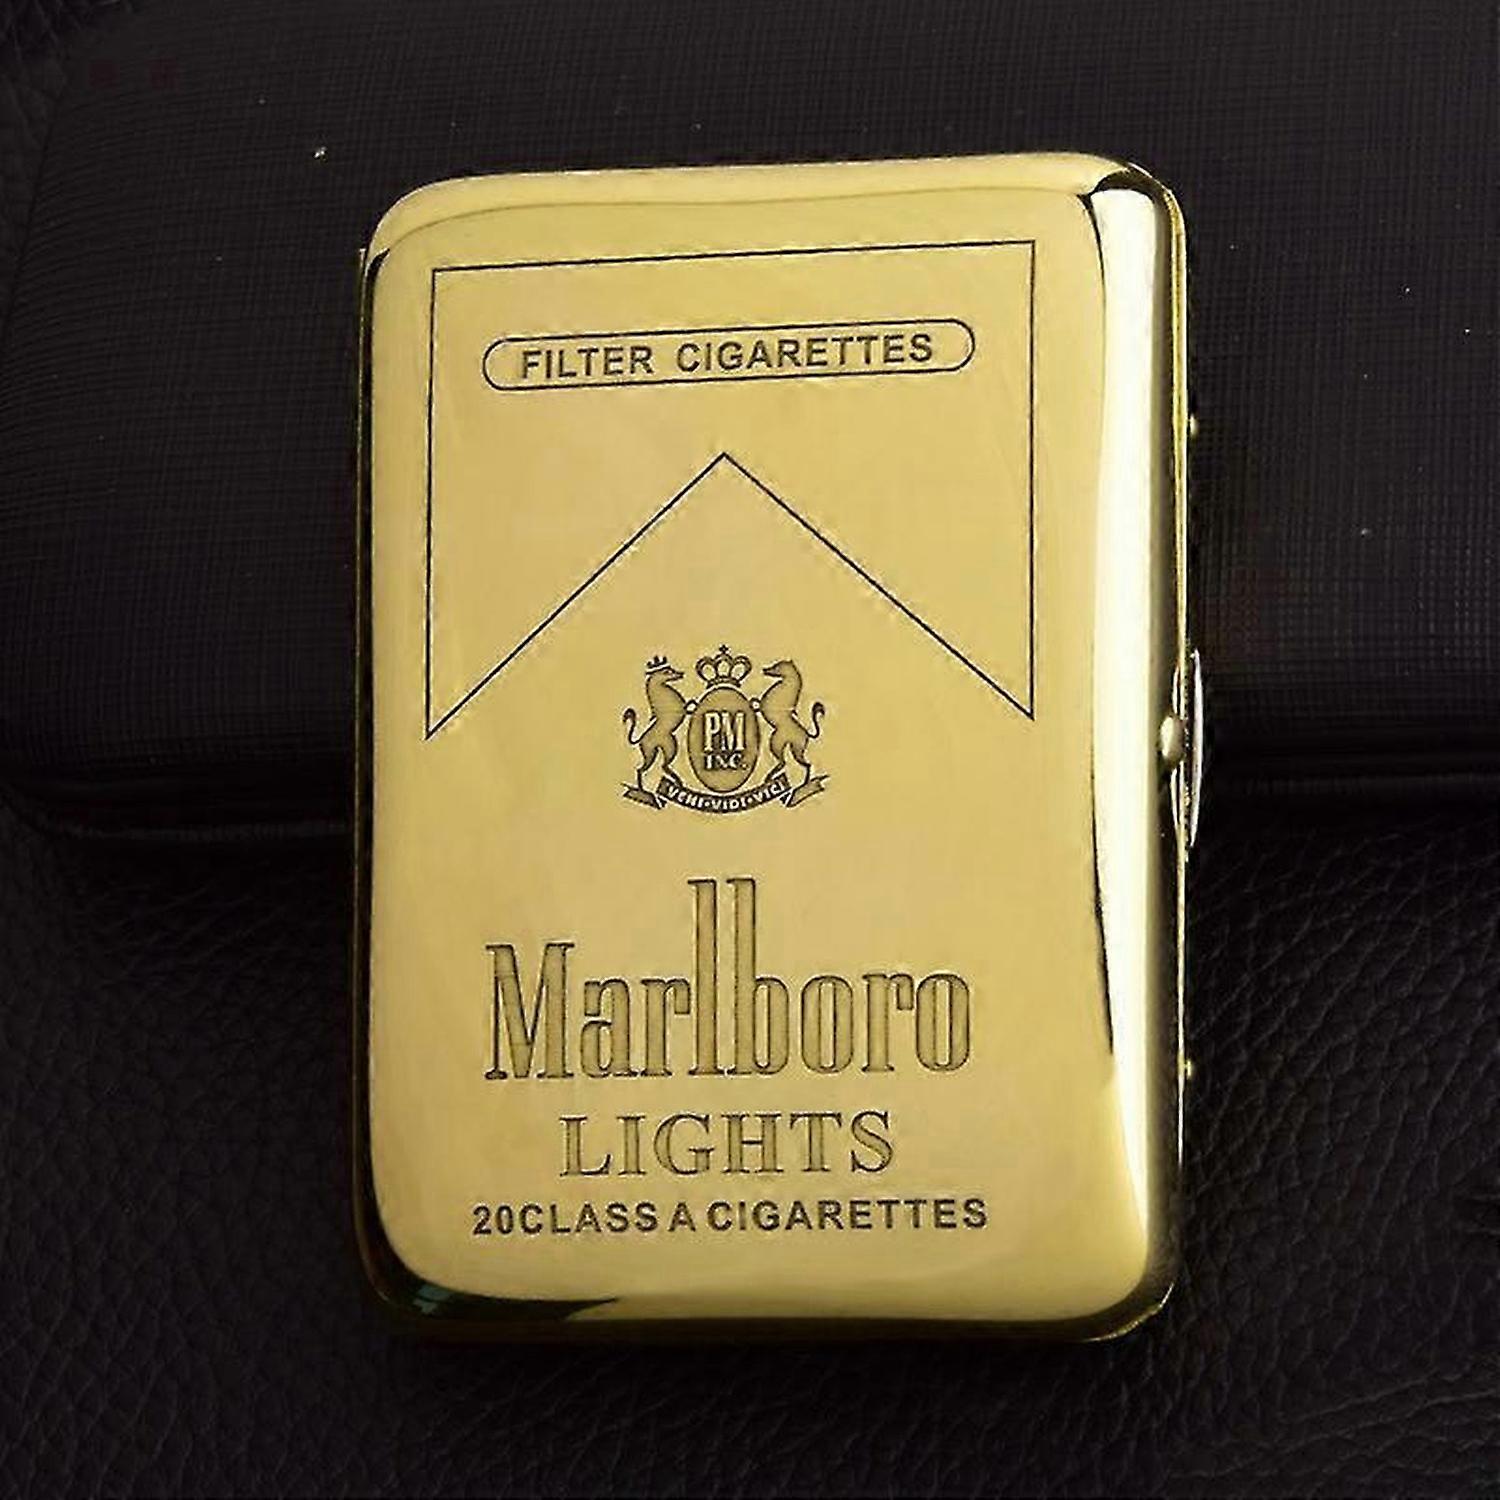 FILTER CIGARETTES
PM
INC.
VENI·VIDI·VICI
Marlboro
LIGHTS
20CLASS A CIGARETTES